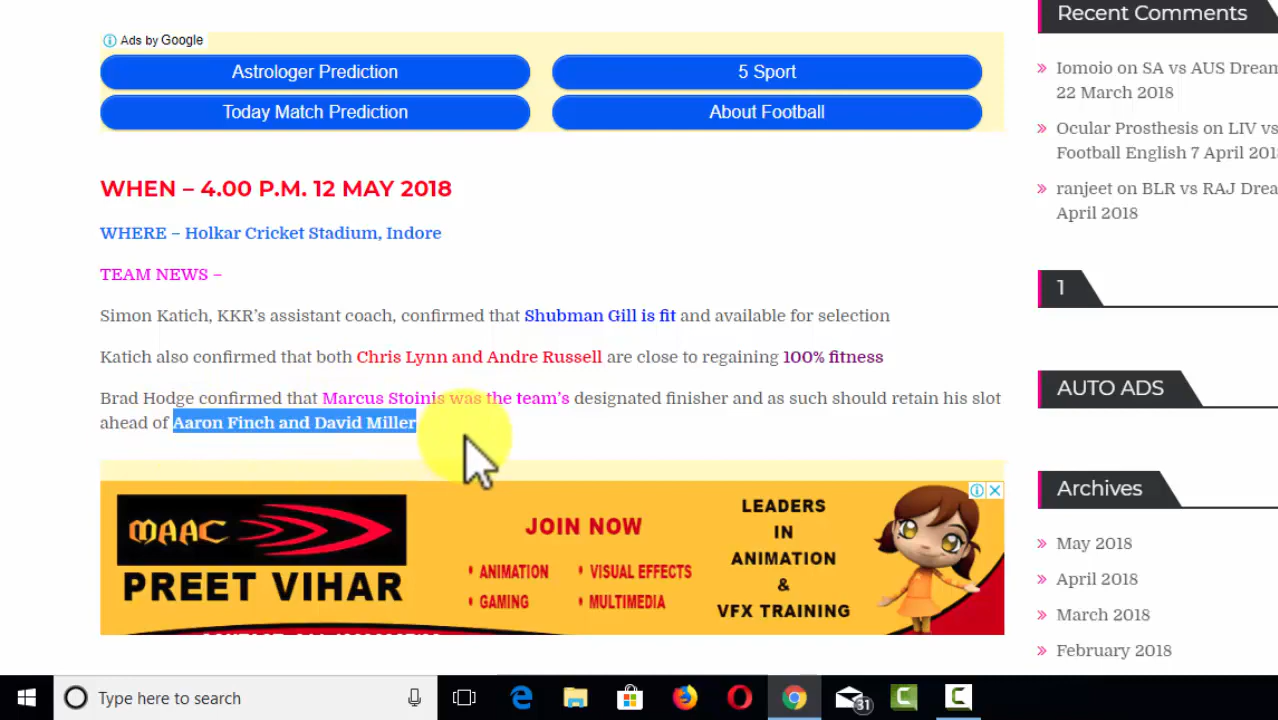 Ads by Google
Astrologer Prediction
5 Sport
Today Match Prediction
About Football
WHEN – 4.00 P.M. 12 MAY 2018
WHERE – Holkar Cricket Stadium, Indore
TEAM NEWS –
Simon Katich, KKR's assistant coach, confirmed that Shubman Gill is fit and available for selection
Katich also confirmed that both Chris Lynn and Andre Russell are close to regaining 100% fitness
Brad Hodge confirmed that Marcus Stoinis was the team's designated finisher and as such should retain his slot
ahead of Aaron Finch and David Miller
MAAC
PREET VIHAR
JOIN NOW
• ANIMATION • VISUAL EFFECTS
• GAMING • MULTIMEDIA
LEADERS
IN
ANIMATION
&
VFX TRAINING
Recent Comments
Iomoio on SA vs AUS Dream
22 March 2018
Ocular Prosthesis on LIV vs
Football English 7 April 201
ranjeet on BLR vs RAJ Drea
April 2018
1
AUTO ADS
Archives
May 2018
April 2018
March 2018
February 2018
Type here to search
31